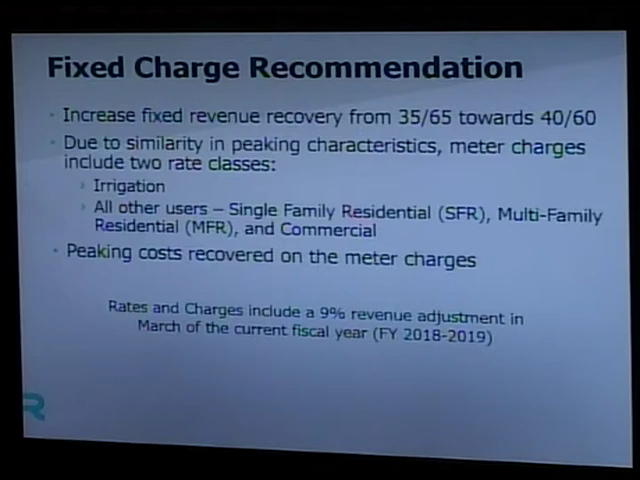 Fixed Charge Recommendation
Increase fixed revenue recovery from 35/65 towards 40/60
Due to similarity in peaking characteristics, meter charges
include two rate classes:
Irrigation
All other users – Single Family Residential (SFR), Multi-Family
Residential (MFR), and Commercial
Peaking costs recovered on the meter charges
Rates and Charges include a 9% revenue adjustment in
March of the current fiscal year (FY 2018-2019)
R